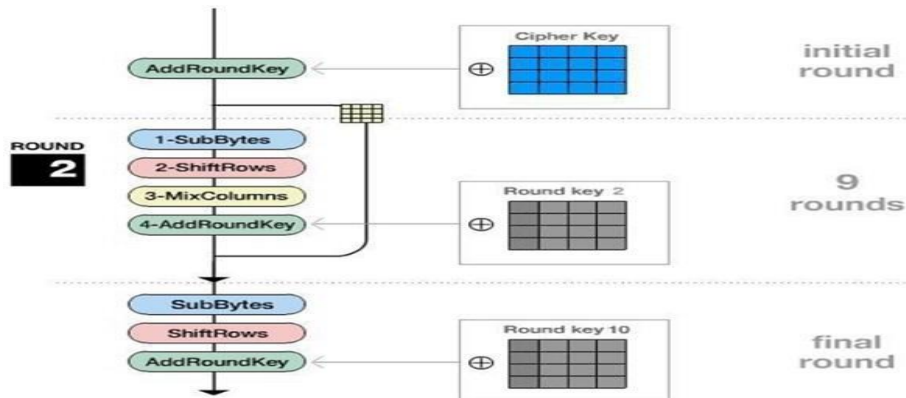 Cipher Key
AddRoundKey
initial
round
ROUND
2
1-SubBytes
2-ShiftRows
3-MixColumns
4-AddRoundKey
Round key 2
9
rounds
SubBytes
ShiftRows
AddRoundKey
Round key 10
final
round